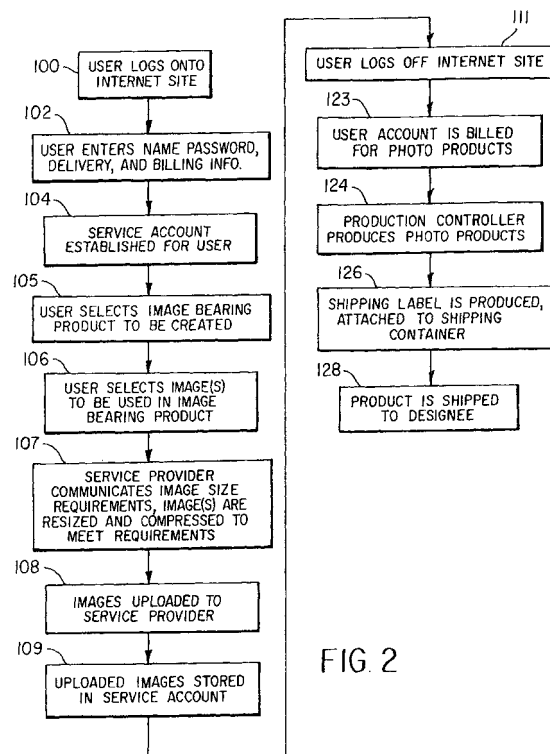 100
USER LOGS ONTO
INTERNET SITE
102
USER ENTERS NAME PASSWORD,
DELIVERY, AND BILLING INFO.
104
SERVICE ACCOUNT
ESTABLISHED FOR USER
105
USER SELECTS IMAGE BEARING
PRODUCT TO BE CREATED
106
USER SELECTS IMAGE(S)
TO BE USED IN IMAGE
BEARING PRODUCT
107
SERVICE PROVIDER
COMMUNICATES IMAGE SIZE
REQUIREMENTS, IMAGE(S) ARE
RESIZED AND COMPRESSED TO
MEET REQUIREMENTS
108
IMAGES UPLOADED TO
SERVICE PROVIDER
109
UPLOADED IMAGES STORED
IN SERVICE ACCOUNT
111
USER LOGS OFF INTERNET SITE
123
USER ACCOUNT IS BILLED
FOR PHOTO PRODUCTS
124
PRODUCTION CONTROLLER
PRODUCES PHOTO PRODUCTS
126
SHIPPING LABEL IS PRODUCED,
ATTACHED TO SHIPPING
CONTAINER
128
PRODUCT IS SHIPPED
TO DESIGNEE
FIG. 2